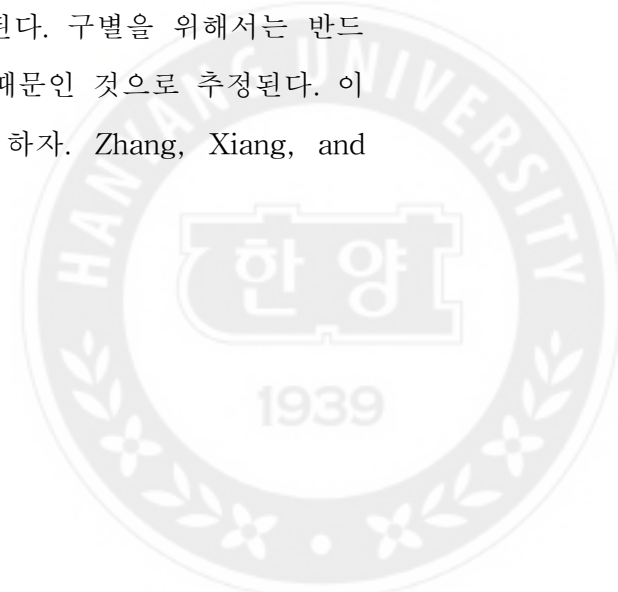 된다. 구별을 위해서는 반드
때문인 것으로 추정된다. 이
하자. Zhang, Xiang, and
HANYANG UNIVERSITY
한양
1939